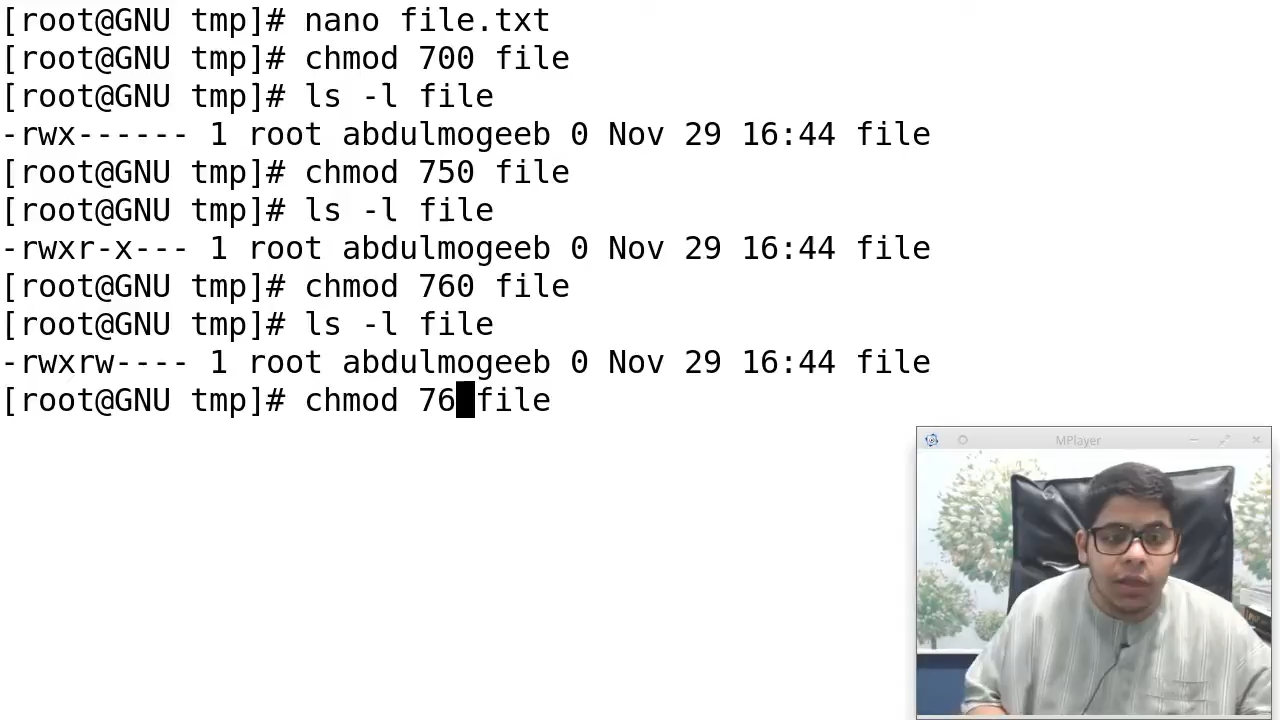 [root@GNU tmp]# nano file.txt
[root@GNU tmp]# chmod 700 file
[root@GNU tmp]# ls -l file
-rwx------ 1 root abdulmogeeb 0 Nov 29 16:44 file
[root@GNU tmp]# chmod 750 file
[root@GNU tmp]# ls -l file
-rwxr-x--- 1 root abdulmogeeb 0 Nov 29 16:44 file
[root@GNU tmp]# chmod 760 file
[root@GNU tmp]# ls -l file
-rwxrw---- 1 root abdulmogeeb 0 Nov 29 16:44 file
[root@GNU tmp]# chmod 76 file
MPlayer